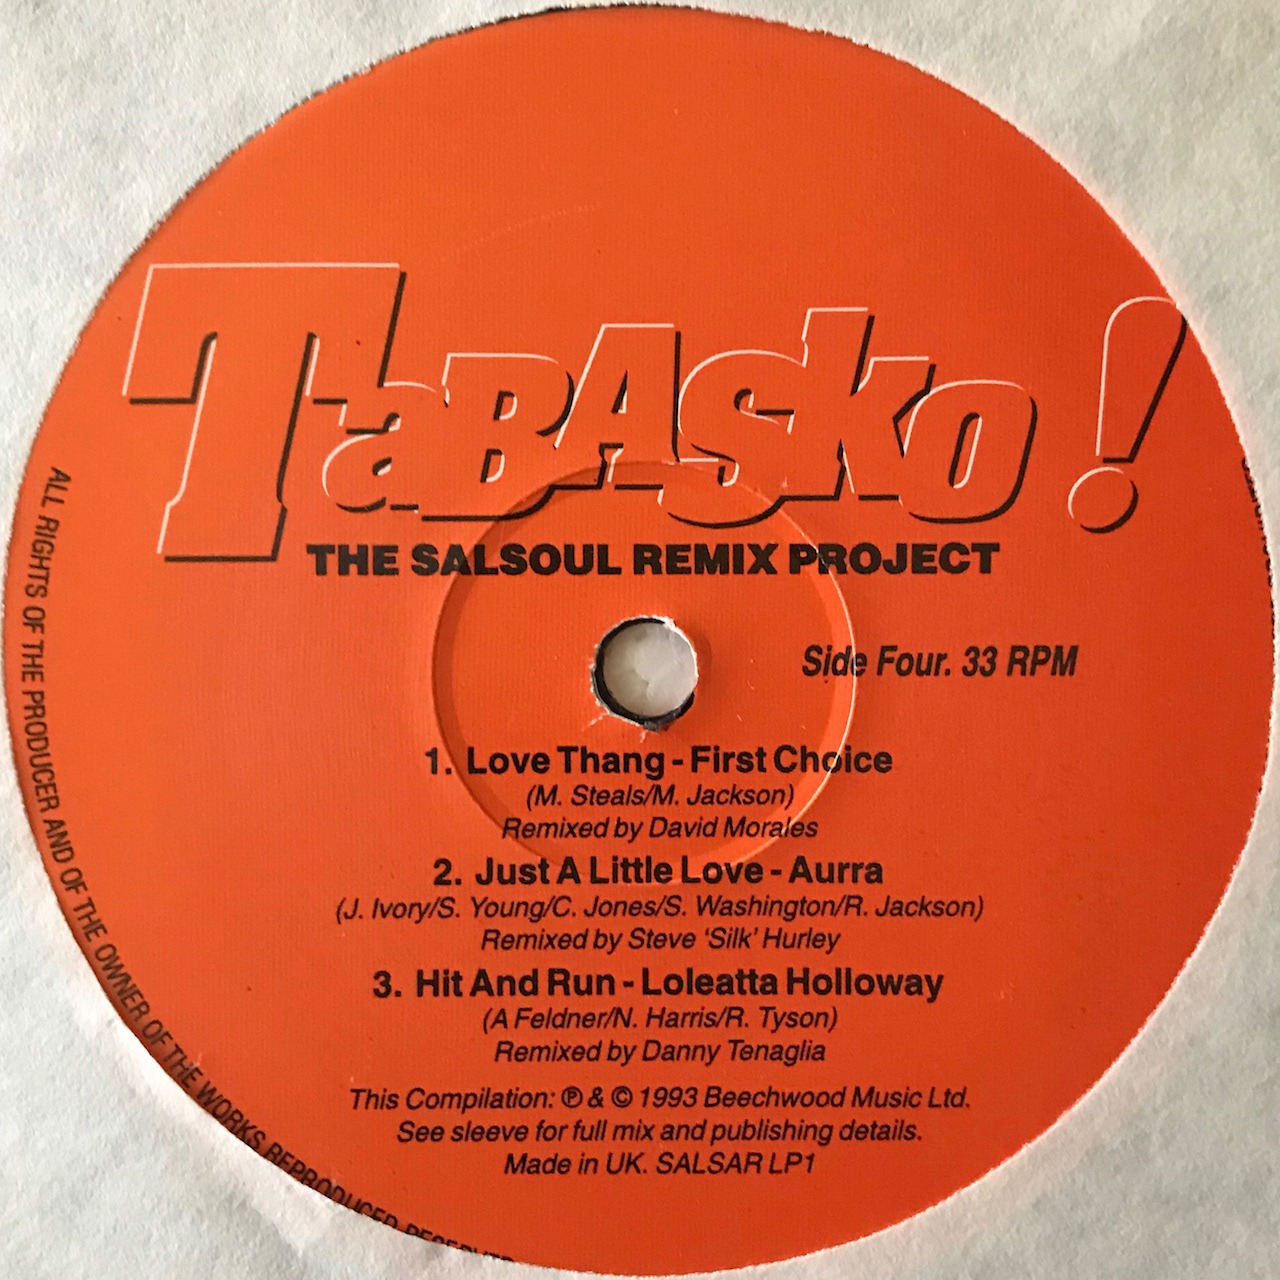 TaBASKO!
THE SALSOUL REMIX PROJECT
Side Four. 33 RPM
1. Love Thang - First Choice
(M. Steals/M. Jackson)
Remixed by David Morales
2. Just A Little Love - Aurra
(J. Ivory/S. Young/C. Jones/S. Washington/R. Jackson)
Remixed by Steve ‘Silk’ Hurley
3. Hit And Run - Loleatta Holloway
(A Feldner/N. Harris/R. Tyson)
Remixed by Danny Tenaglia
This Compilation: ℗ & © 1993 Beechwood Music Ltd.
See sleeve for full mix and publishing details.
Made in UK. SALSAR LP1
ALL RIGHTS OF THE PRODUCER AND OF THE OWNER OF THE WORKS REPRODUCED RESERVED